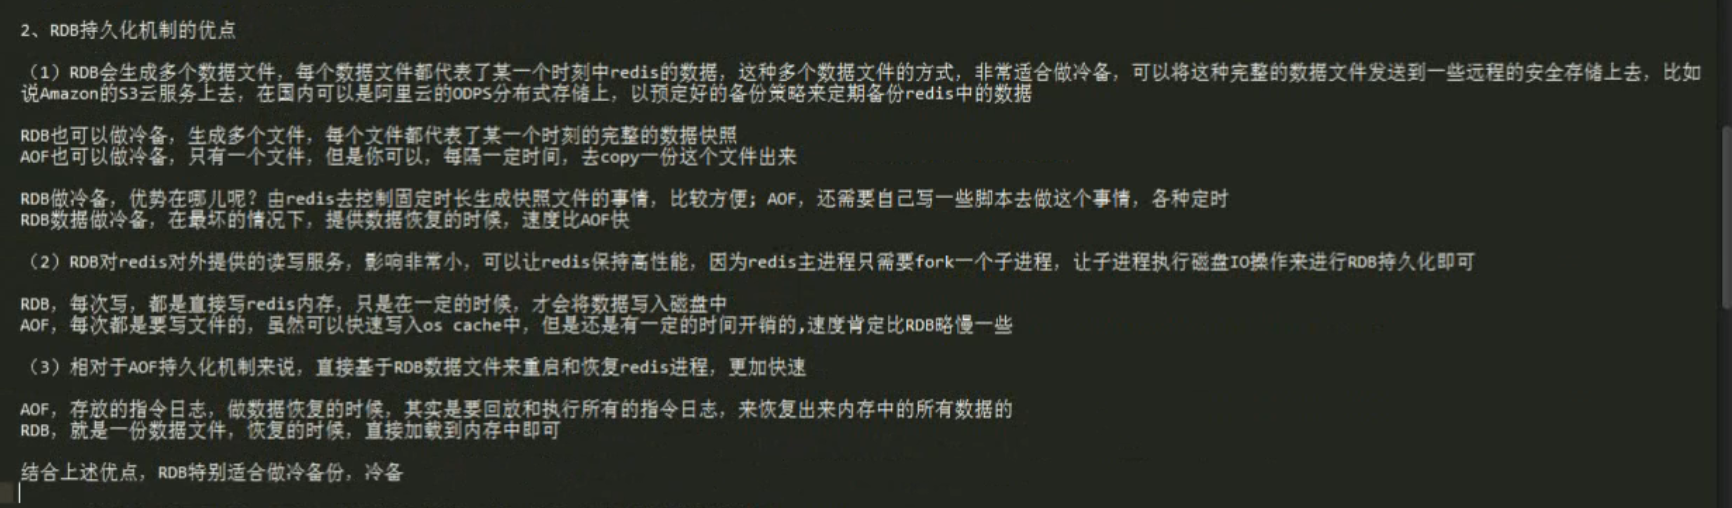 2、RDB持久化机制的优点
（1）RDB会生成多个数据文件，每个数据文件都代表了某一个时刻中redis的数据，这种多个数据文件的方式，非常适合做冷备，可以将这种完整的数据文件发送到一些远程的安全存储上去，比如
说Amazon的S3云服务上去，在国内可以是阿里云的ODPS分布式存储上，以预定好的备份策略来定期备份redis中的数据
RDB也可以做冷备，生成多个文件，每个文件都代表了某一个时刻的完整的数据快照
AOF也可以做冷备，只有一个文件，但是你可以，每隔一定时间，去copy一份这个文件出来
RDB做冷备，优势在哪儿呢？由redis去控制固定时长生成快照文件的事情，比较方便；AOF，还需要自己写一些脚本去做这个事情，各种定时
RDB数据做冷备，在最坏的情况下，提供数据恢复的时候，速度比AOF快
（2）RDB对redis对外提供的读写服务，影响非常小，可以让redis保持高性能，因为redis主进程只需要fork一个子进程，让子进程执行磁盘IO操作来进行RDB持久化即可
RDB，每次写，都是直接写redis内存，只是在一定的时候，才会将数据写入磁盘中
AOF，每次都是要写文件的，虽然可以快速写入os cache中，但是还是有一定的时间开销的,速度肯定比RDB略慢一些
（3）相对于AOF持久化机制来说，直接基于RDB数据文件来重启和恢复redis进程，更加快速
AOF，存放的指令日志，做数据恢复的时候，其实是要回放和执行所有的指令日志，来恢复出来内存中的所有数据的
RDB，就是一份数据文件，恢复的时候，直接加载到内存中即可
结合上述优点，RDB特别适合做冷备份，冷备